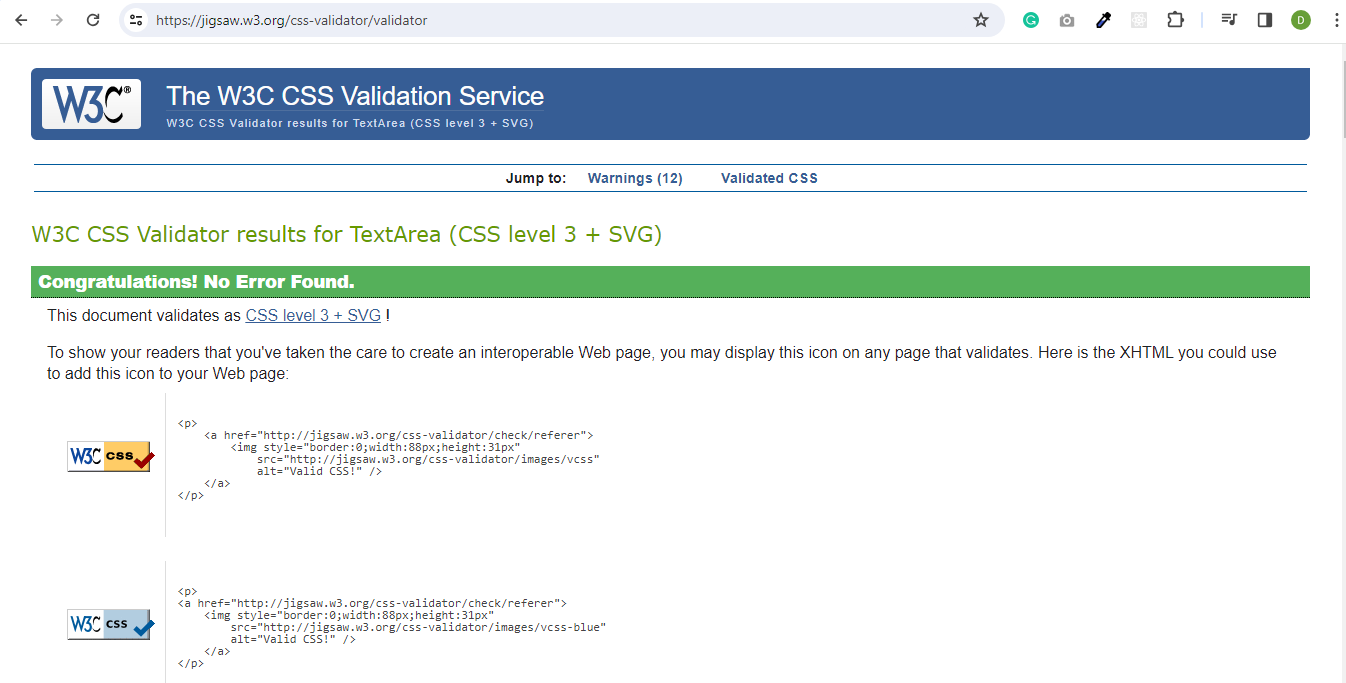 https://jigsaw.w3.org/css-validator/validator
D
W3C®
The W3C CSS Validation Service
W3C CSS Validator results for TextArea (CSS level 3 + SVG)
Jump to: Warnings (12) Validated CSS
W3C CSS Validator results for TextArea (CSS level 3 + SVG)
Congratulations! No Error Found.
This document validates as CSS level 3 + SVG !
To show your readers that you've taken the care to create an interoperable Web page, you may display this icon on any page that validates. Here is the XHTML you could use
to add this icon to your Web page:
W3C css
<p>
<a href="http://jigsaw.w3.org/css-validator/check/referer">
<img style="border:0;width:88px;height:31px"
src="http://jigsaw.w3.org/css-validator/images/vcss"
alt="Valid CSS!" />
</a>
</p>
W3C css
<p>
<a href="http://jigsaw.w3.org/css-validator/check/referer">
<img style="border:0;width:88px;height:31px"
src="http://jigsaw.w3.org/css-validator/images/vcss-blue"
alt="Valid CSS!" />
</a>
</p>